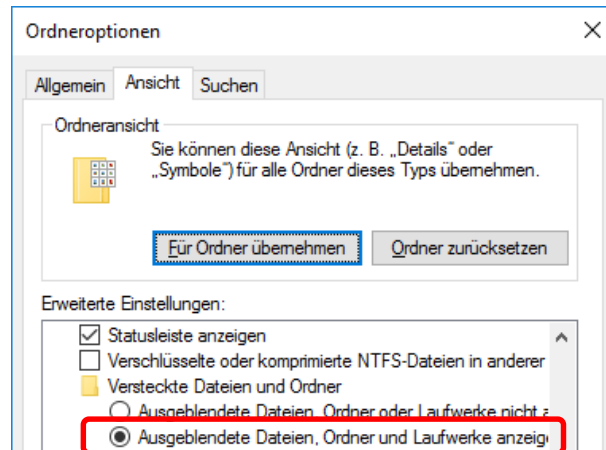 Ordneroptionen
Allgemein Ansicht Suchen
Ordneransicht
Sie können diese Ansicht (z. B. „Details“ oder
„Symbole“) für alle Ordner dieses Typs übernehmen.
Für Ordner übernehmen Ordner zurücksetzen
Erweiterte Einstellungen:
Statusleiste anzeigen
Verschlüsselte oder komprimierte NTFS-Dateien in anderer
Versteckte Dateien und Ordner
Ausgeblendete Dateien, Ordner oder Laufwerke nicht
Ausgeblendete Dateien, Ordner und Laufwerke